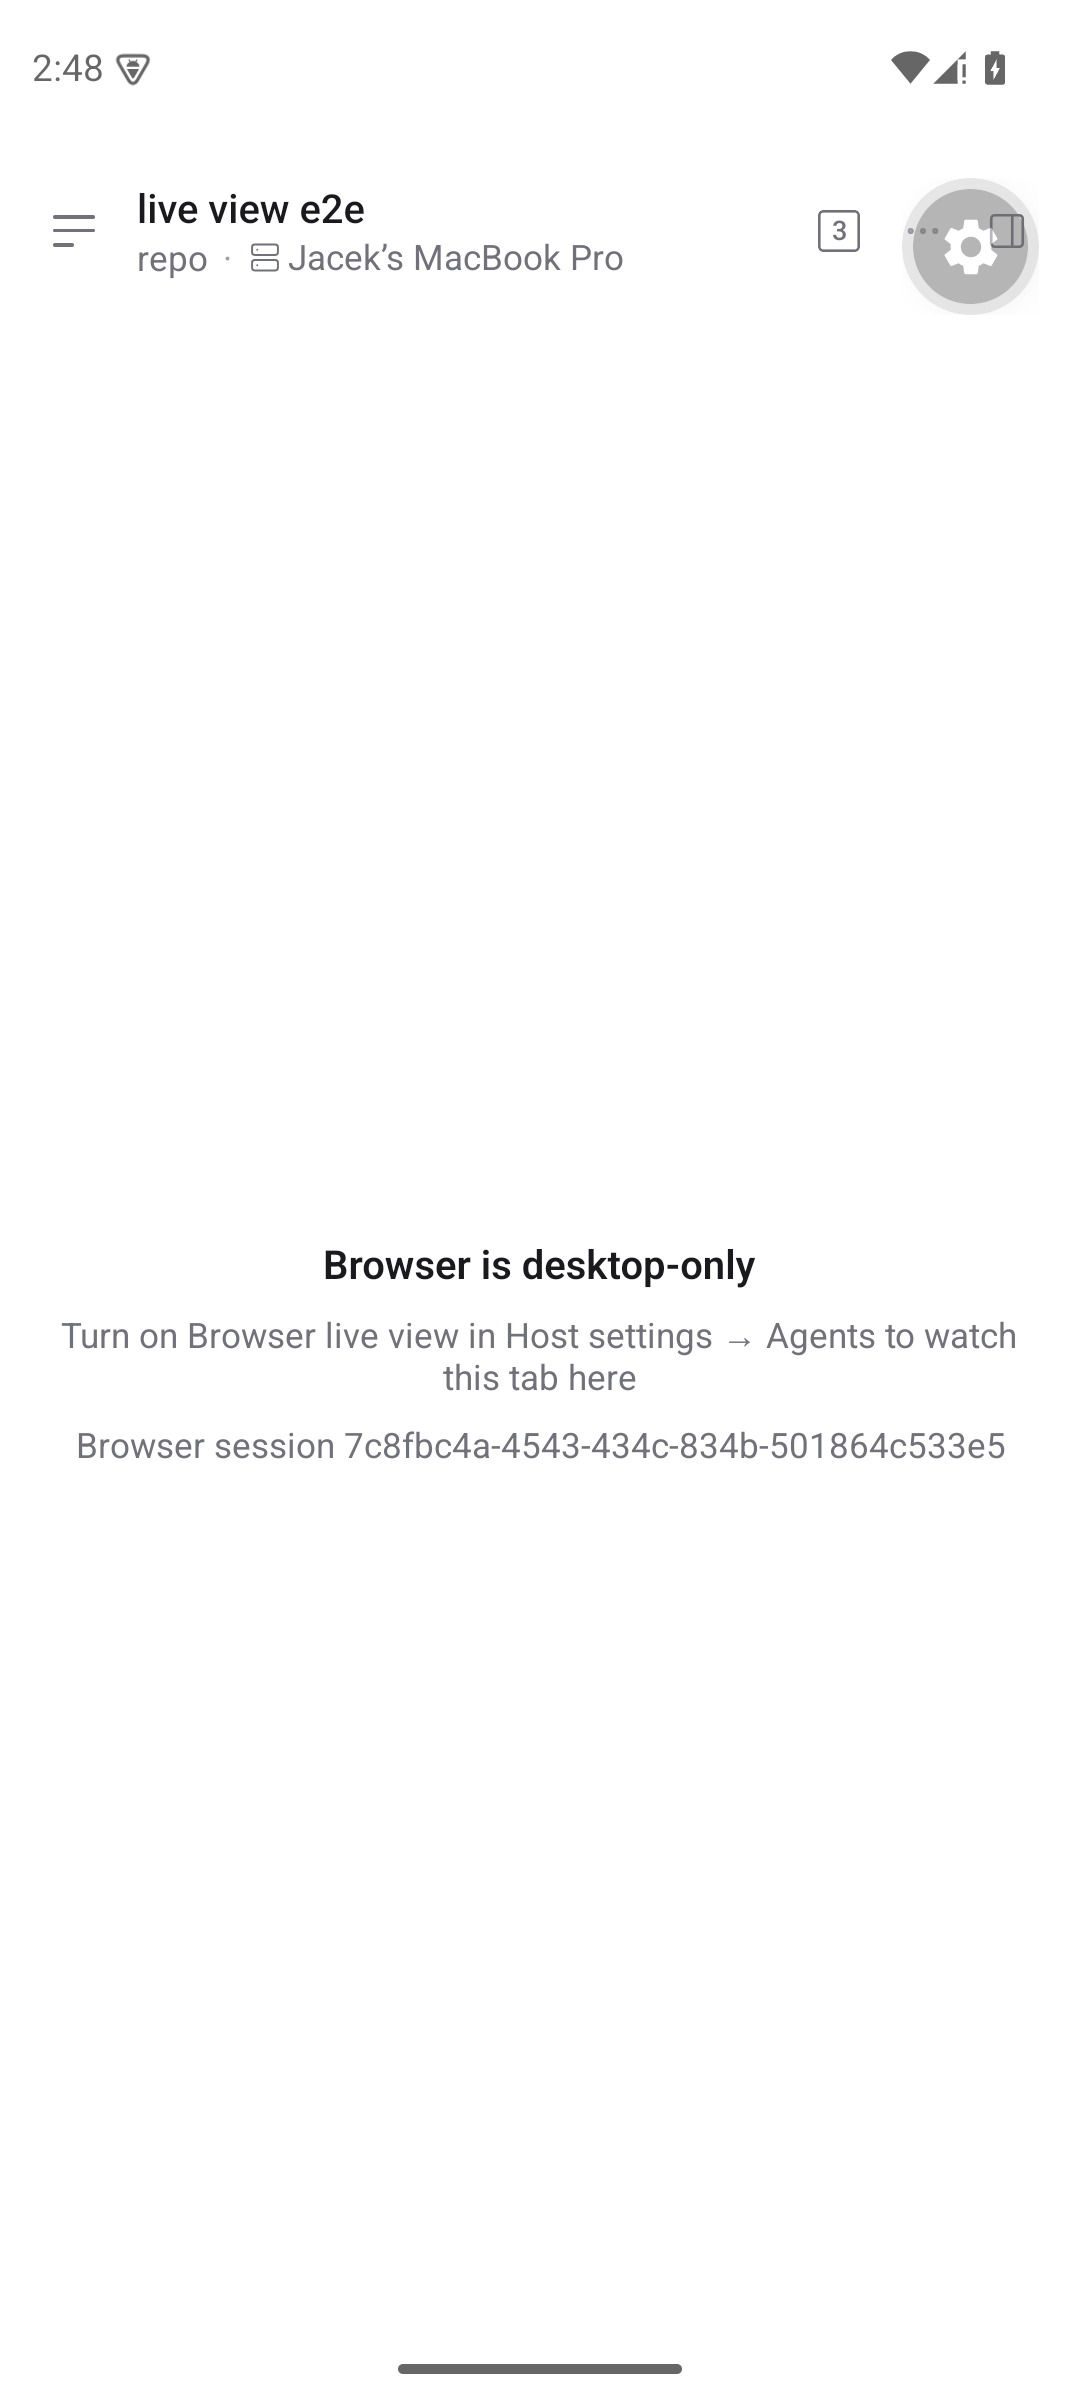 2:48
live view e2e
repo · Jacek’s MacBook Pro
3
Browser is desktop-only
Turn on Browser live view in Host settings → Agents to watch
this tab here
Browser session 7c8fbc4a-4543-434c-834b-501864c533e5